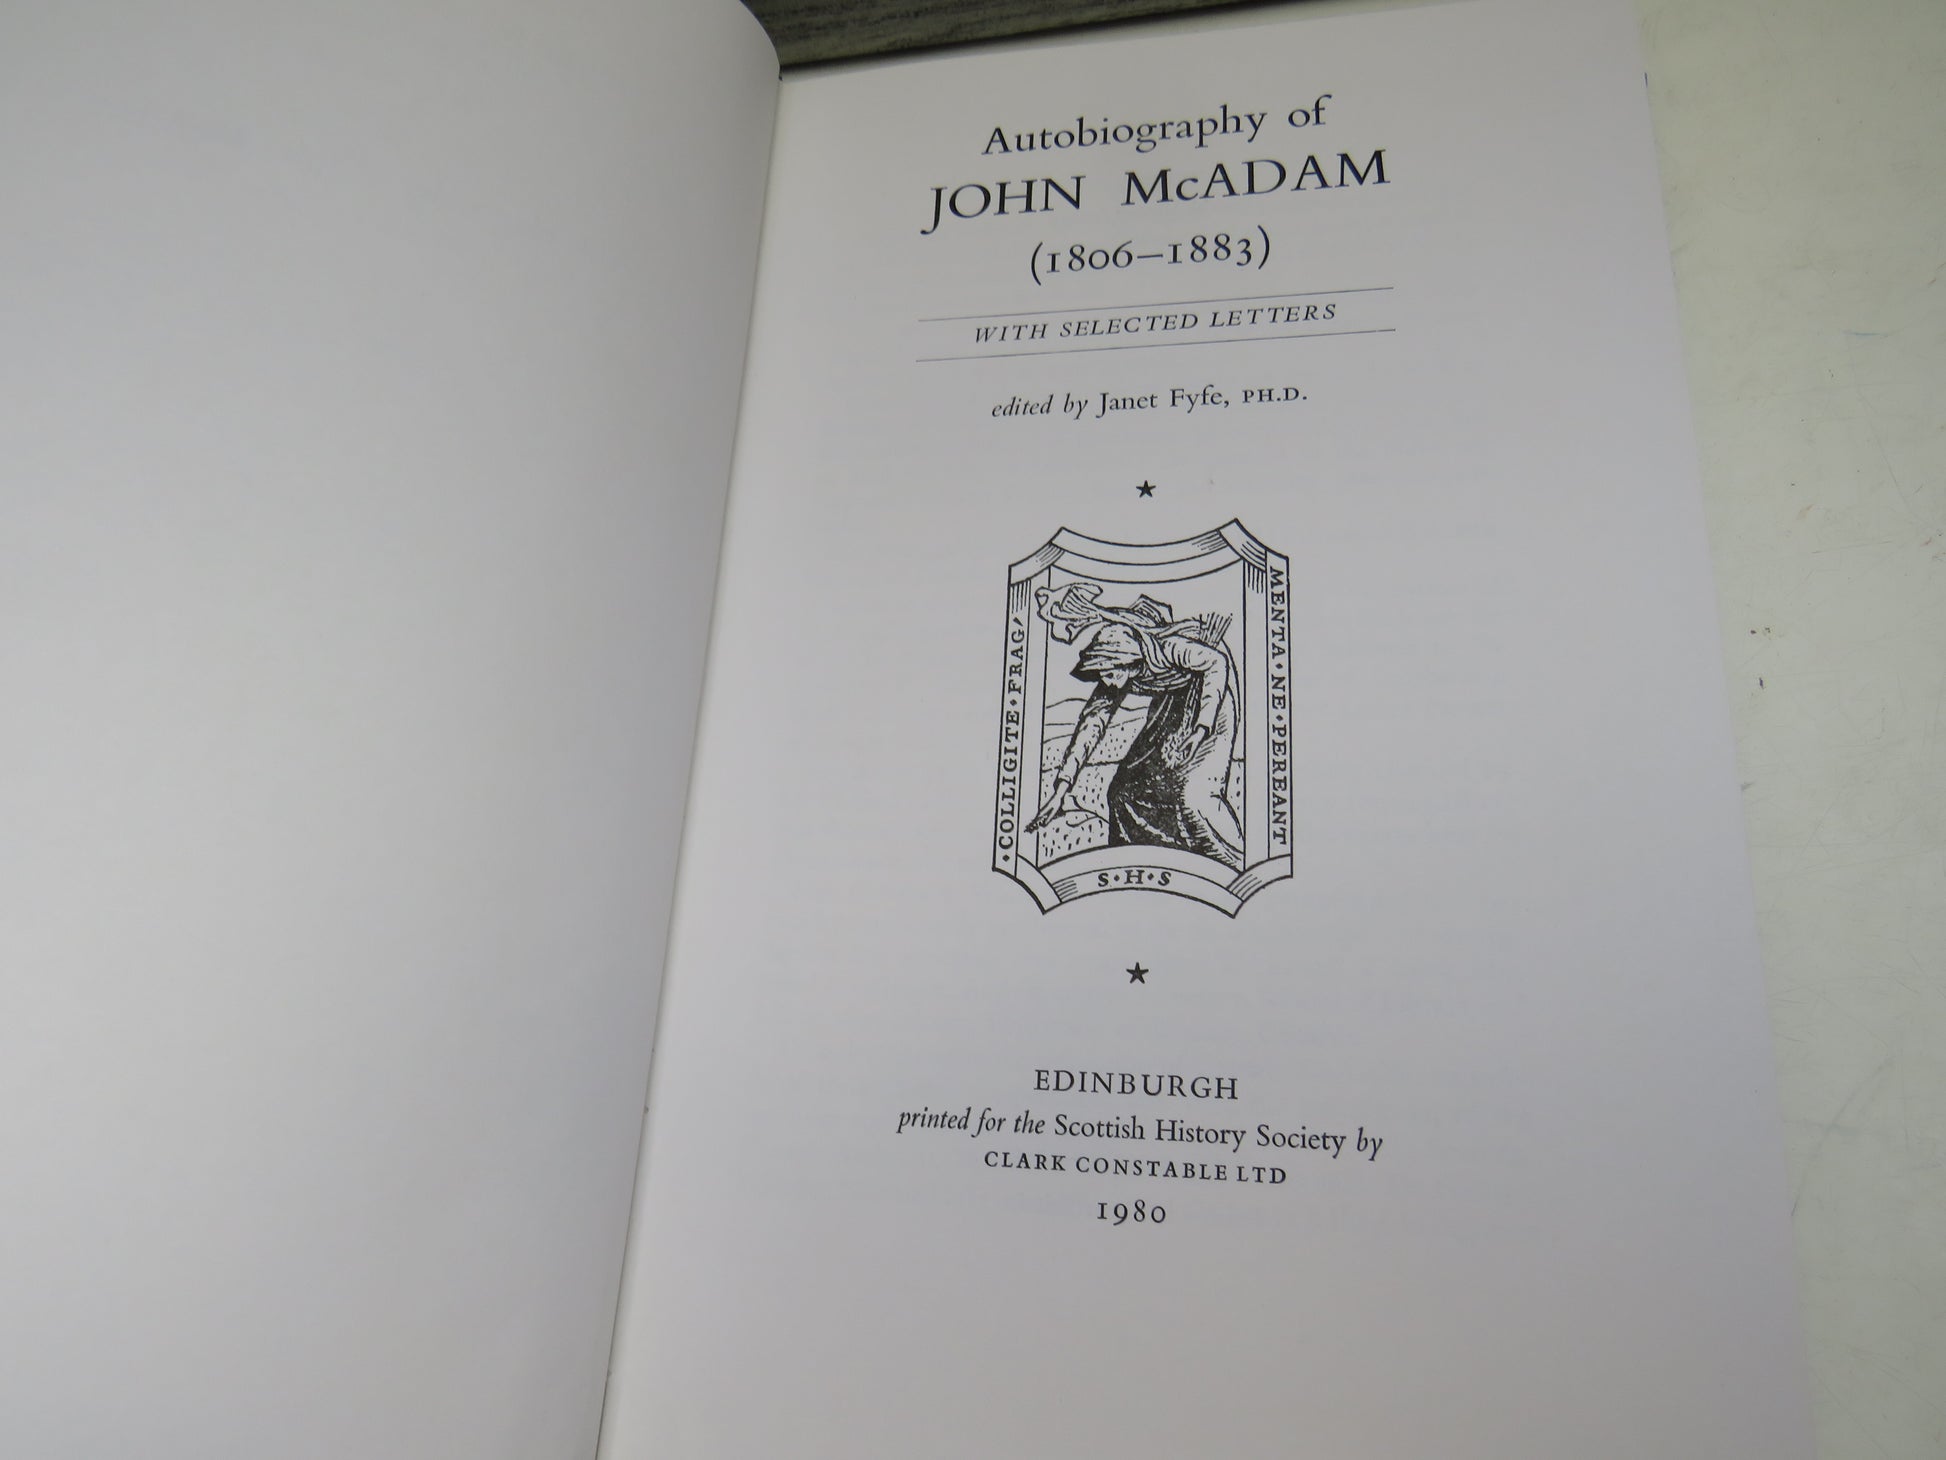 Autobiography of
JOHN McADAM
(1806–1883)
WITH SELECTED LETTERS
edited by Janet Fyfe, PH.D.
★
· COLLIGITE · FRAG/
MENTA · NE · PEREANT
S · H · S
★
EDINBURGH
printed for the Scottish History Society by
CLARK CONSTABLE LTD
1980